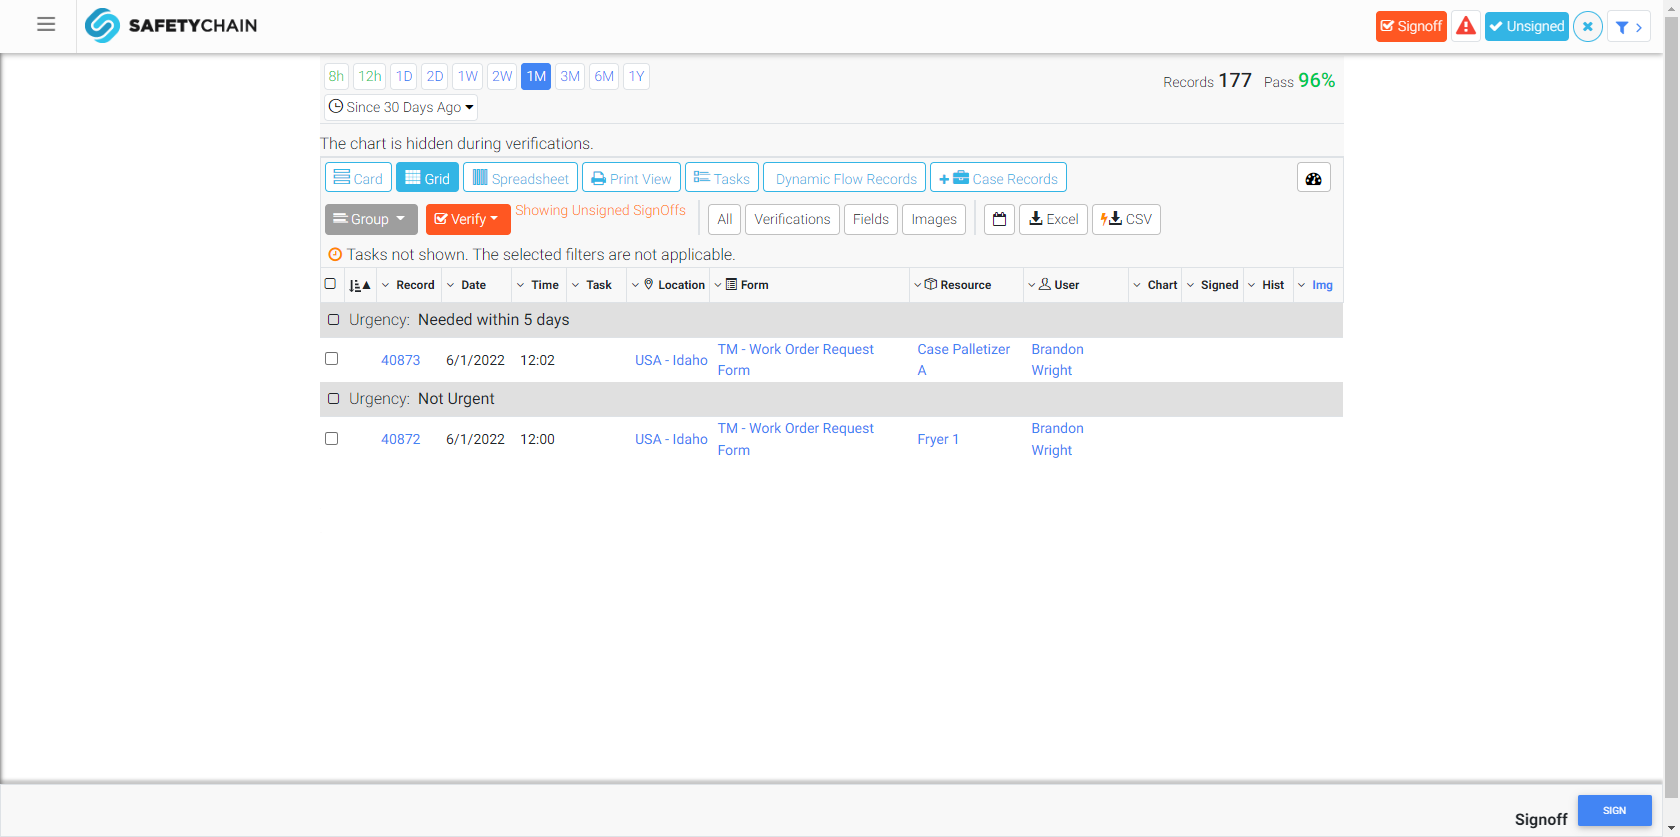 SAFETYCHAIN
Signoff
Unsigned
8h 12h 1D 2D 1W 2W 1M 3M 6M 1Y
Records 177 Pass 96%
Since 30 Days Ago
The chart is hidden during verifications.
Card Grid Spreadsheet Print View Tasks Dynamic Flow Records + Case Records
Group Verify Showing Unsigned SignOffs All Verifications Fields Images Excel CSV
Tasks not shown. The selected filters are not applicable.
Record Date Time Task Location Form Resource User Chart Signed Hist Img
Urgency: Needed within 5 days
40873 6/1/2022 12:02 USA - Idaho TM - Work Order Request Form Case Palletizer A Brandon Wright
Urgency: Not Urgent
40872 6/1/2022 12:00 USA - Idaho TM - Work Order Request Form Fryer 1 Brandon Wright
Signoff SIGN